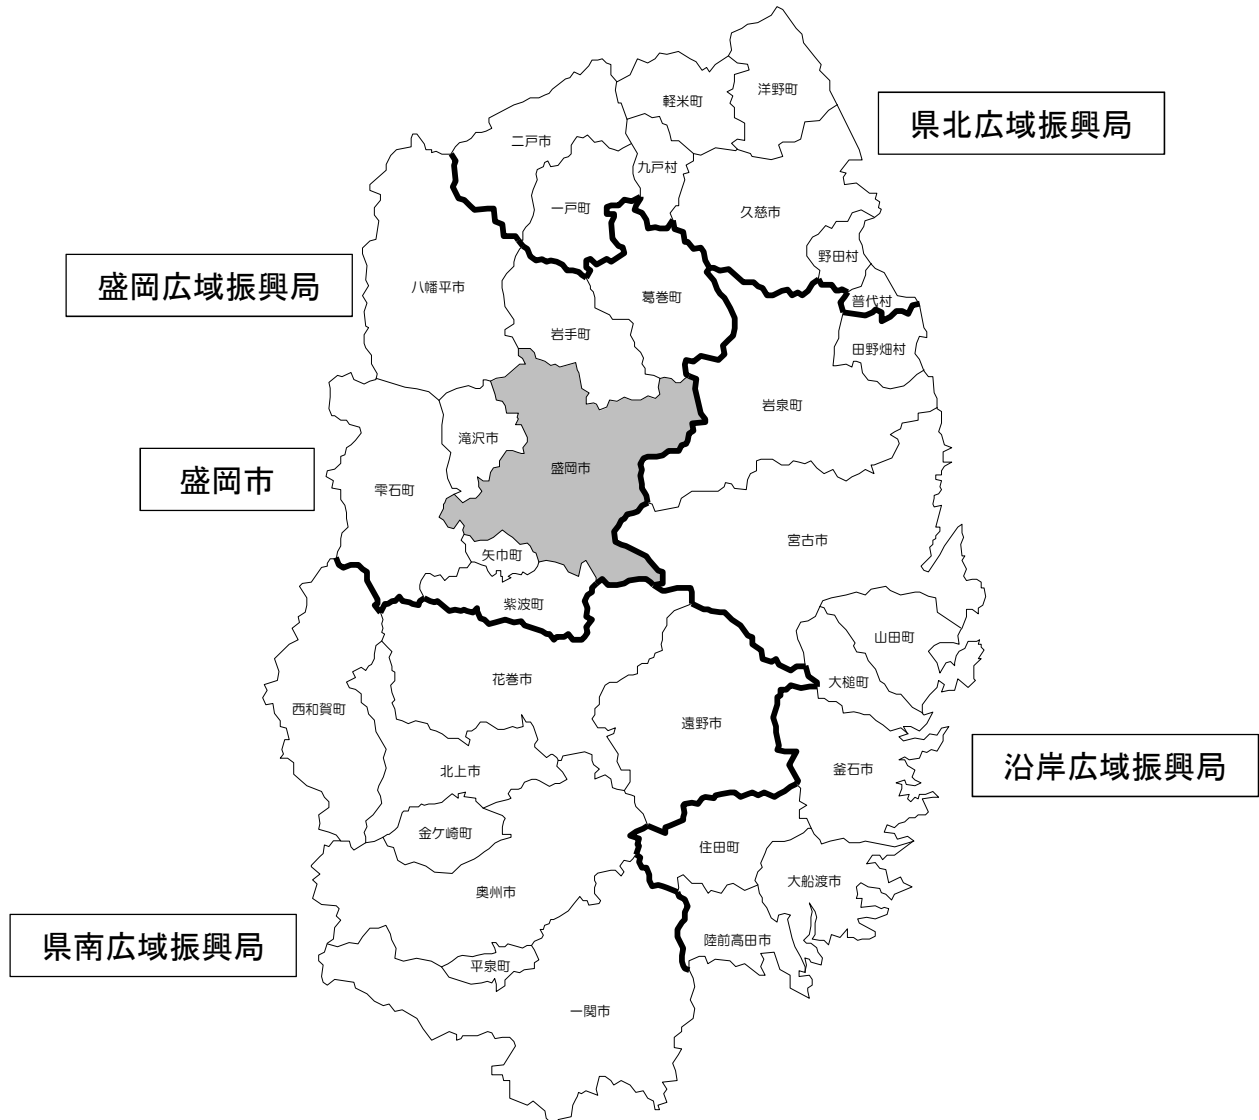 洋野町
軽米町
県北広域振興局
二戸市
九戸村
一戸町
久慈市
野田村
盛岡広域振興局
八幡平市
葛巻町
普代村
岩手町
田野畑村
岩泉町
滝沢市
盛岡市
盛岡市
雫石町
宮古市
矢巾町
紫波町
山田町
花巻市
大槌町
西和賀町
遠野市
北上市
釜石市
沿岸広域振興局
金ケ崎町
住田町
大船渡市
奥州市
県南広域振興局
陸前高田市
平泉町
一関市